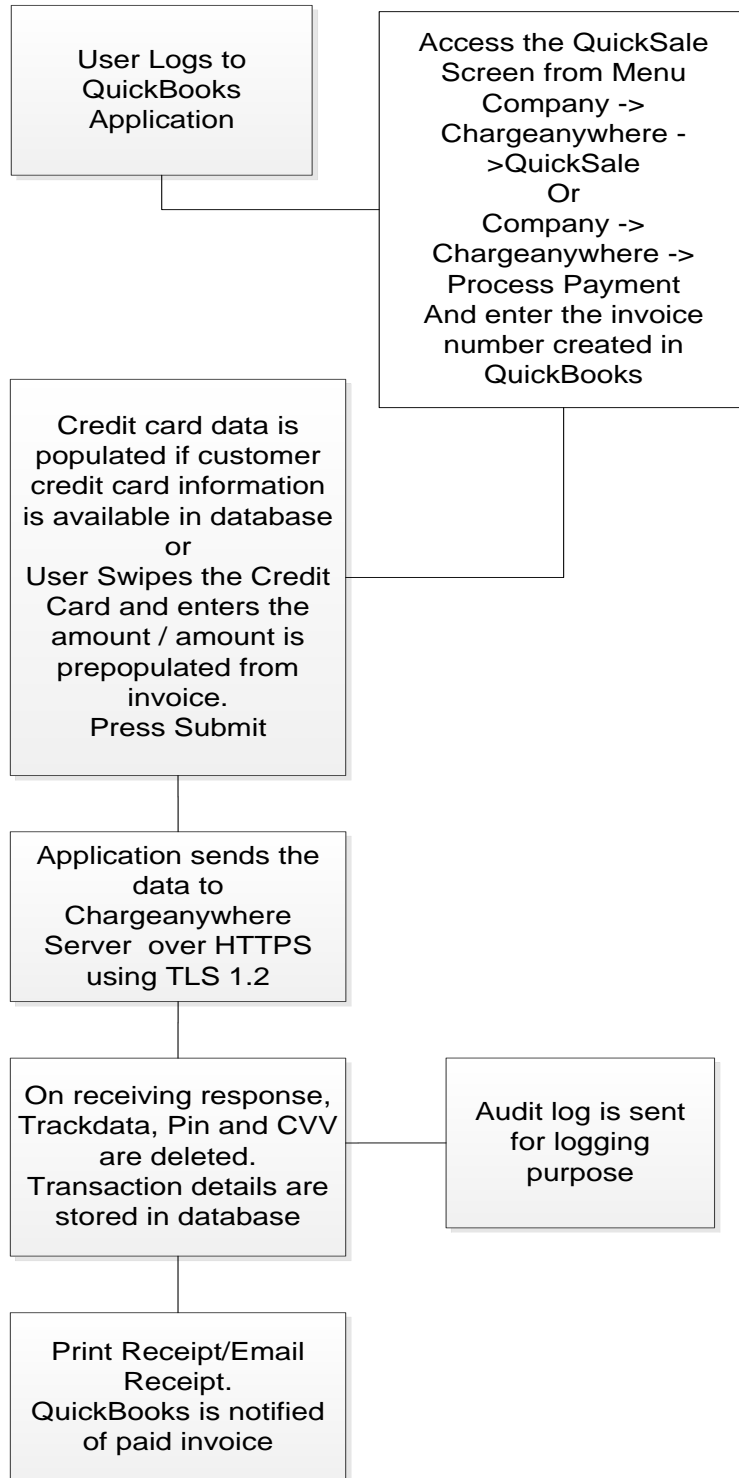 User Logs to
QuickBooks
Application
Access the QuickSale
Screen from Menu
Company ->
Chargeanywhere -
->QuickSale
Or
Company ->
Chargeanywhere ->
Process Payment
And enter the invoice
number created in
QuickBooks
Credit card data is
populated if customer
credit card information
is available in database
or
User Swipes the Credit
Card and enters the
amount / amount is
prepopulated from
invoice.
Press Submit
Application sends the
data to
Chargeanywhere
Server over HTTPS
using TLS 1.2
On receiving response,
Trackdata, Pin and CVV
are deleted.
Transaction details are
stored in database
Audit log is sent
for logging
purpose
Print Receipt/Email
Receipt.
QuickBooks is notified
of paid invoice